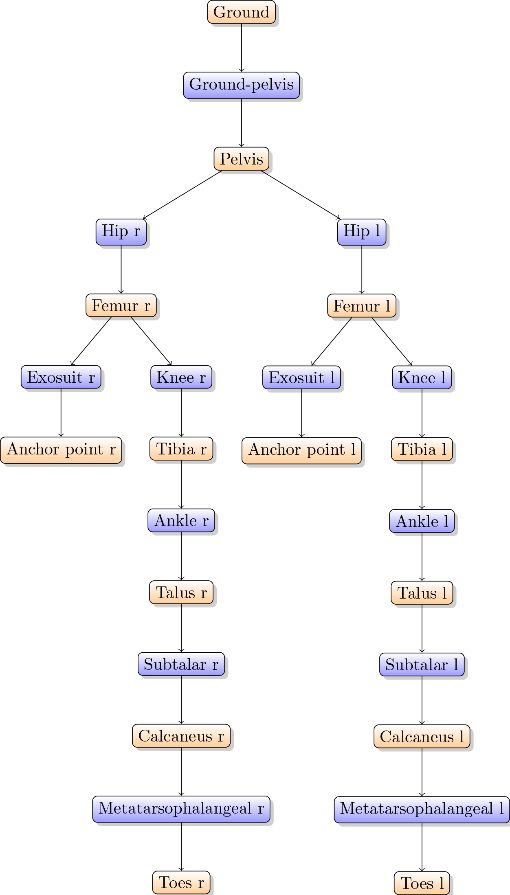 Ground
Ground-pelvis
Pelvis
Hip r
Hip l
Femur r
Femur l
Exosuit r
Knee r
Exosuit l
Knee l
Anchor point r
Tibia r
Anchor point l
Tibia l
Ankle r
Ankle l
Talus r
Talus l
Subtalar r
Subtalar l
Calcaneus r
Calcaneus l
Metatarsophalangeal r
Metatarsophalangeal l
Toes r
Toes l